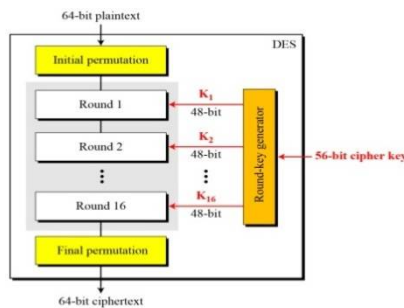 64-bit plaintext
DES
Initial permutation
Round 1
K1
48-bit
Round 2
K2
48-bit
Round-key generator
56-bit cipher key
Round 16
K16
48-bit
Final permutation
64-bit ciphertext